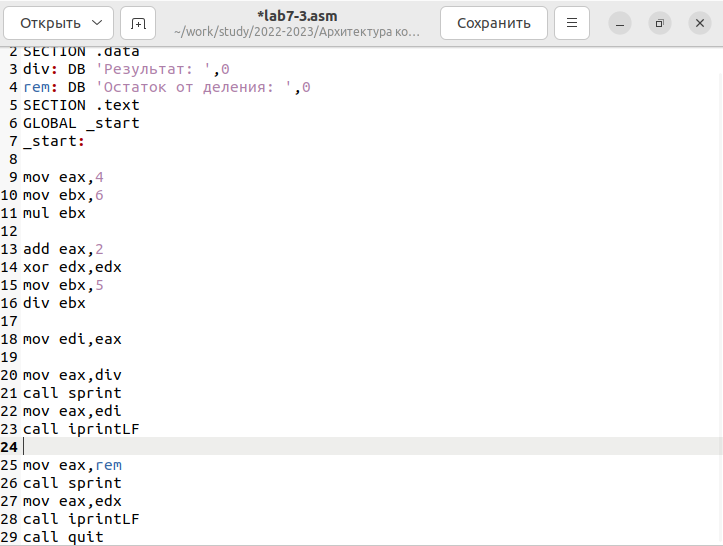 Открыть
*lab7-3.asm
~/work/study/2022-2023/Архитектура ко…
Сохранить
2 SECTION .data
3 div: DB 'Результат: ',0
4 rem: DB 'Остаток от деления: ',0
5 SECTION .text
6 GLOBAL _start
7 _start:
8
9 mov eax,4
10 mov ebx,6
11 mul ebx
12
13 add eax,2
14 xor edx,edx
15 mov ebx,5
16 div ebx
17
18 mov edi,eax
19
20 mov eax,div
21 call sprint
22 mov eax,edi
23 call iprintLF
24
25 mov eax,rem
26 call sprint
27 mov eax,edx
28 call iprintLF
29 call quit